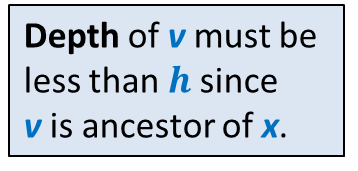 Depth of v must be
less than h since
v is ancestor of x.